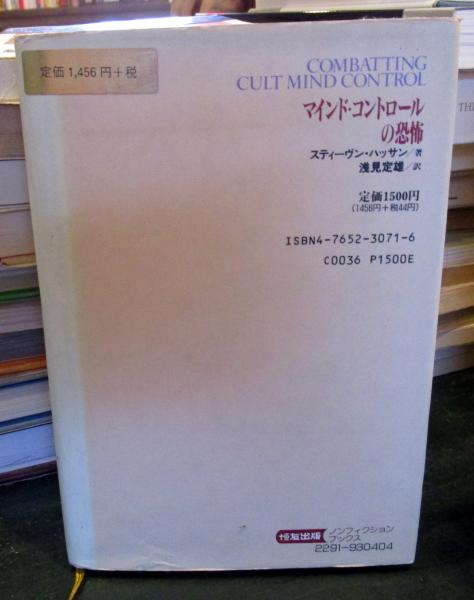 定価 1,456 円+税
COMBATTING
CULT MIND CONTROL
マインド・コントロール
の恐怖
スティーヴン・ハッサン/著
浅見定雄/訳
定価1500円
(1456円+税44円)
ISBN4-7652-3071-6
C0036 P1500E
恒友出版
ノンフィクション
ブックス
2291-930404
TH